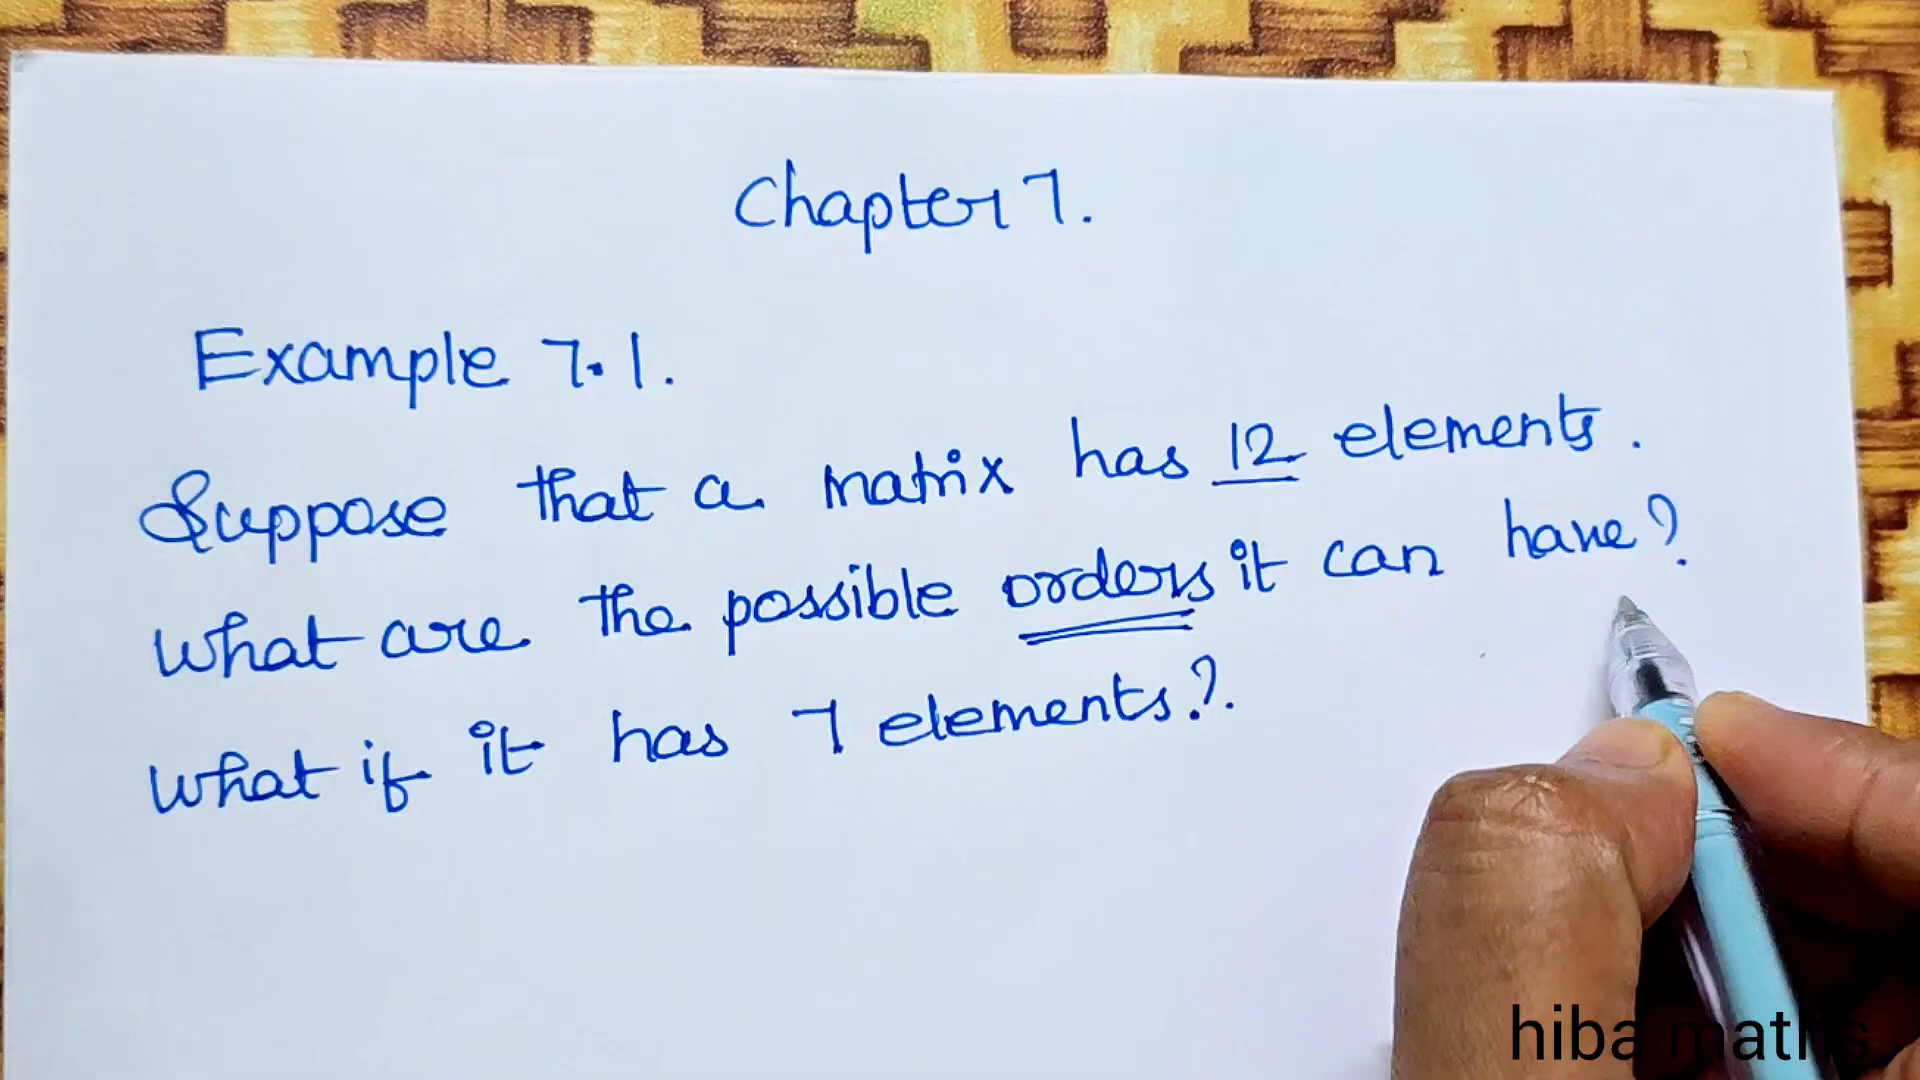 Chapter 7.
Example 7.1.
Suppose that a matrix has 12 elements.
What are the possible orders it can have?
What if it has 7 elements?.
hiba maths